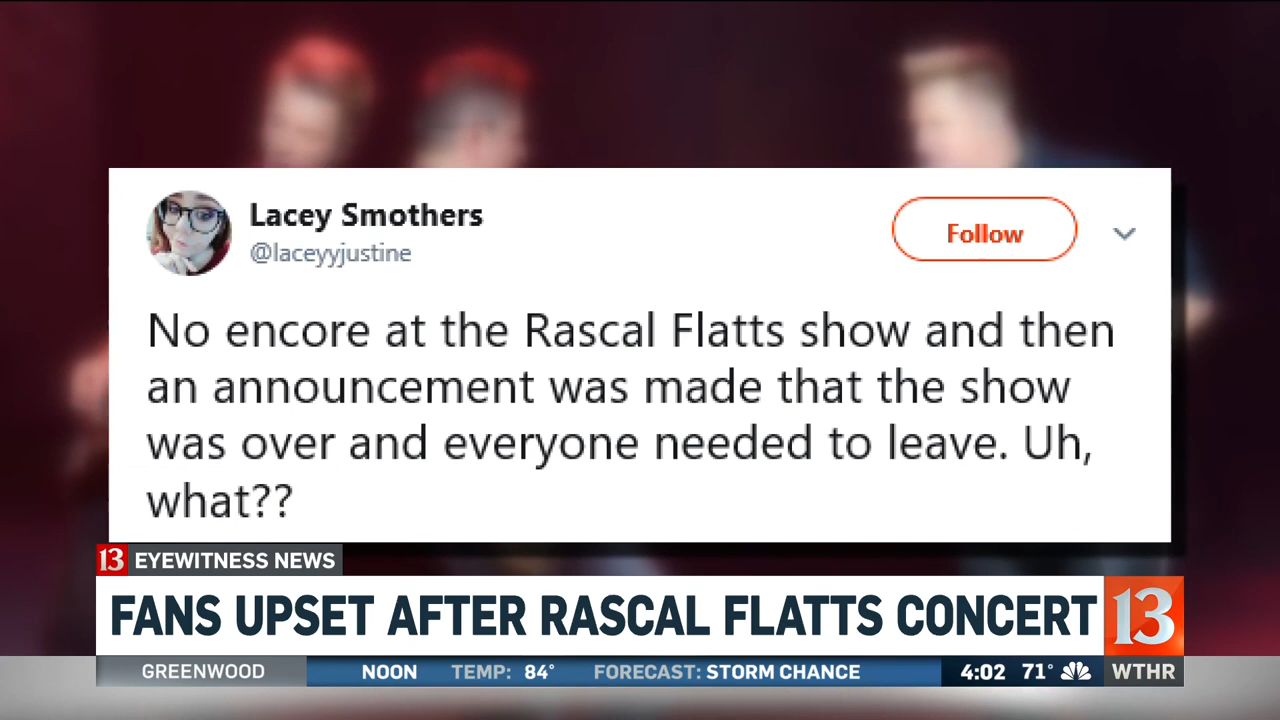 Lacey Smothers
@laceyyjustine
Follow
No encore at the Rascal Flatts show and then
an announcement was made that the show
was over and everyone needed to leave. Uh,
what??
13 EYEWITNESS NEWS
FANS UPSET AFTER RASCAL FLATTS CONCERT 13
GREENWOOD NOON TEMP: 84° FORECAST: STORM CHANCE 4:02 71° WTHR